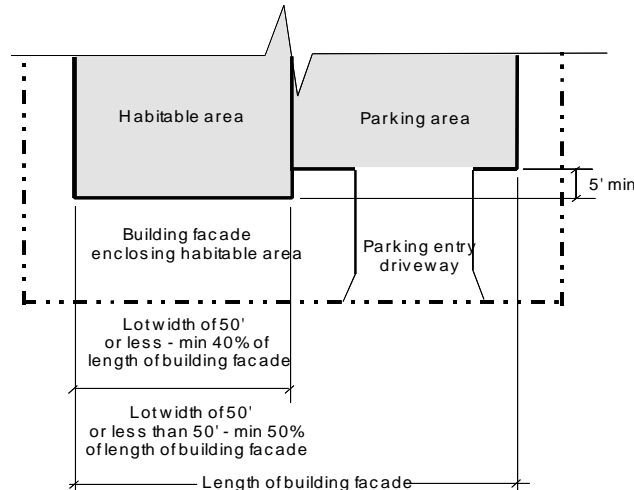 Habitable area
Parking area
5' min
Building facade
enclosing habitable area
Parking entry
driveway
Lot width of 50'
or less - min 40% of
length of building facade
Lot width of 50'
or less than 50' - min 50%
of length of building facade
Length of building facade